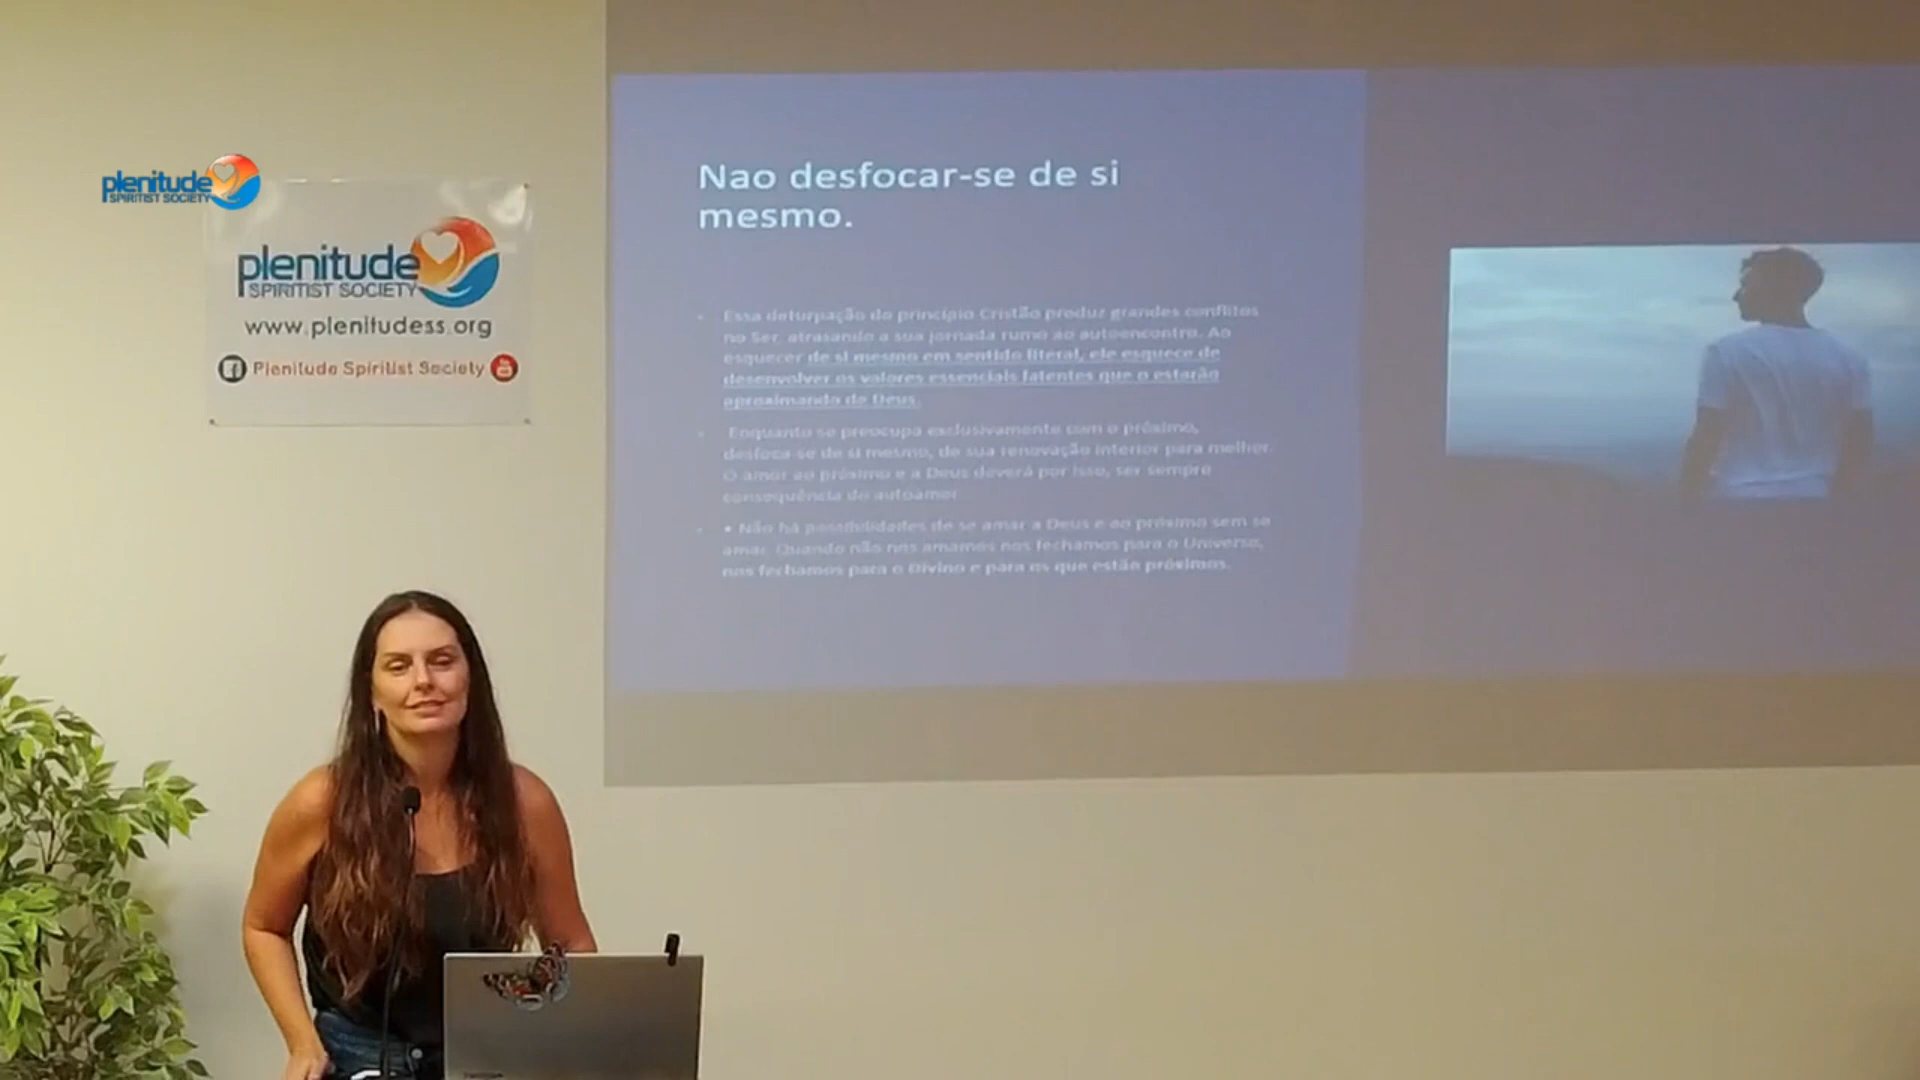 plenitude
SPIRITIST SOCIETY
plenitude
SPIRITIST SOCIETY
www.plenitudess.org
f Plenitude Spiritist Society
Nao desfocar-se de si
mesmo.
Essa deturpação do princípio Cristão produz grandes conflitos
no Ser, atrasando a sua jornada rumo ao autoencontro. Ao
esquecer de si mesmo em sentido literal, ele esquece de
desenvolver os valores essenciais latentes que o estarão
aproximando de Deus.
Enquanto se preocupa exclusivamente com o próximo,
desfoca-se de si mesmo, de sua renovação interior para melhor.
O amor ao próximo e a Deus deverá por isso, ser sempre
consequência do autoamor.
• Não há possibilidades de se amar a Deus e ao próximo sem se
amar. Quando não nos amamos nos fechamos para o Universo,
nos fechamos para o Divino e para os que estão próximos.